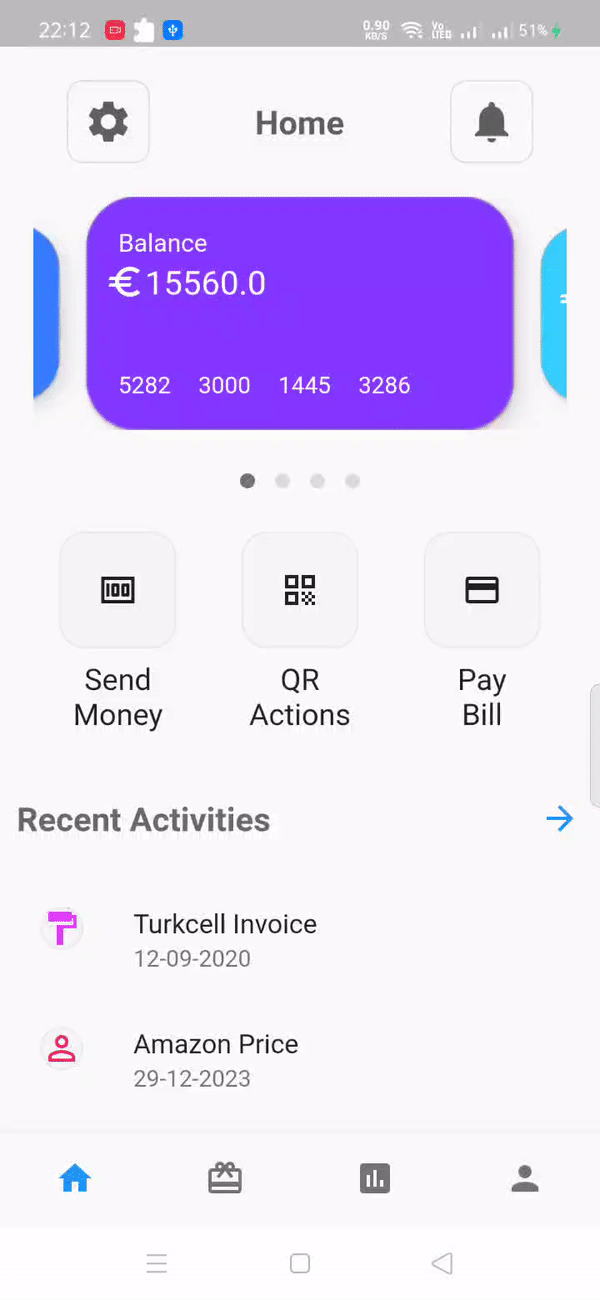 22:12 0.90 KB/S Vo LTED 51%
Home
Balance
€15560.0
5282 3000 1445 3286
100
Send Money
QR Actions
Pay Bill
Recent Activities
Turkcell Invoice
12-09-2020
Amazon Price
29-12-2023